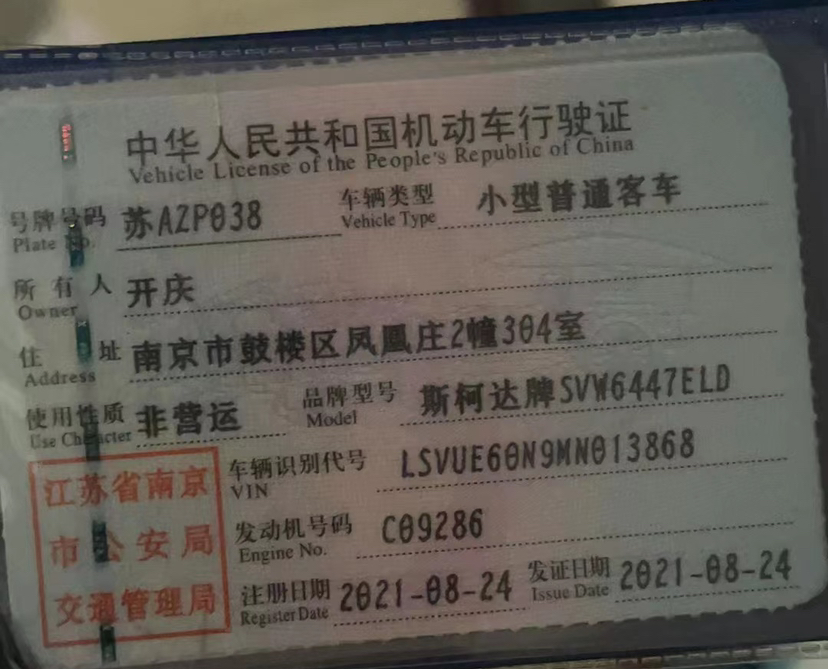 中华人民共和国机动车行驶证
Vehicle License of the People's Republic of China
号牌号码 苏AZP038 车辆类型 小型普通客车
Plate No. Vehicle Type
所有人 开庆
Owner
住址 南京市鼓楼区凤凰庄2幢304室
Address
使用性质 非营运 品牌型号 斯柯达牌SVW6447ELD
Use Character Model
车辆识别代号 LSVUE60N9MN013868
VIN
发动机号码 C09286
Engine No.
注册日期 2021-08-24 发证日期 2021-08-24
Register Date Issue Date
江苏省南京
市公安局
交通管理局